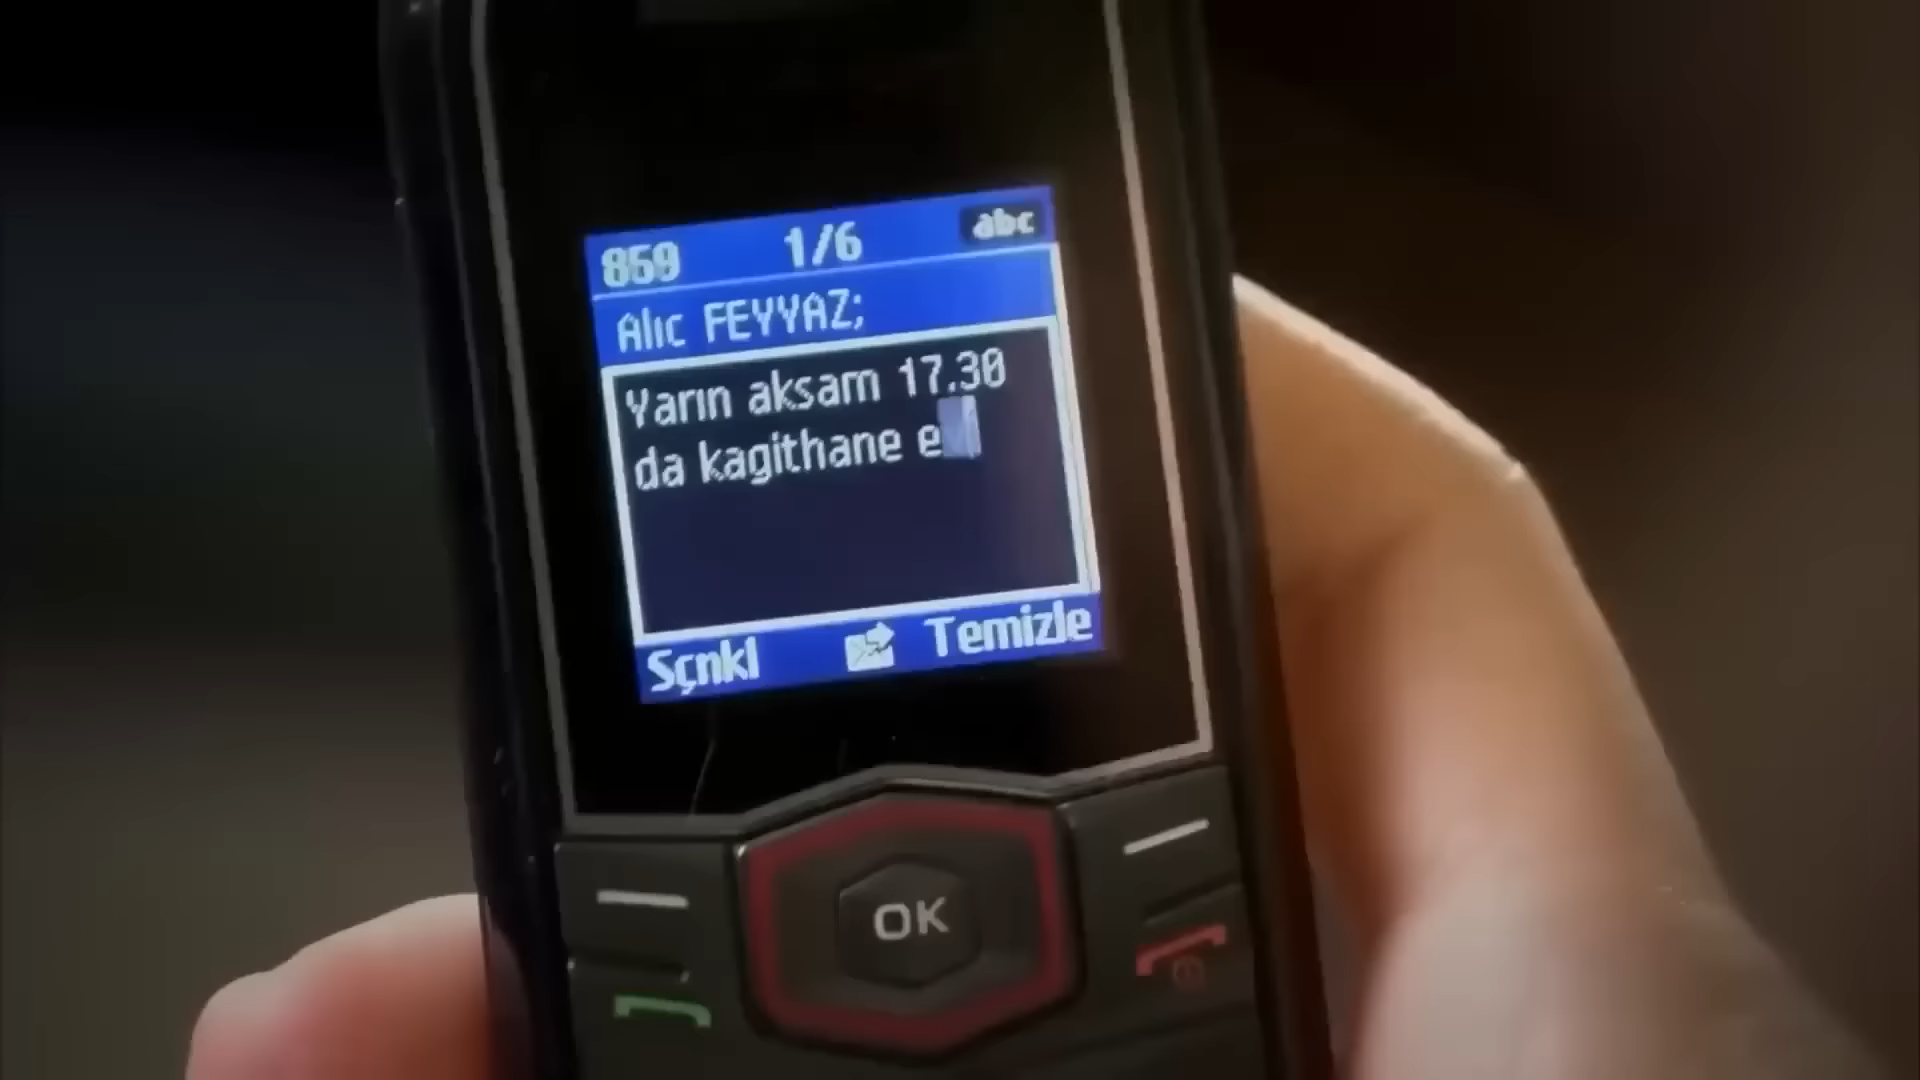 859 1/6 abc
Alıc FEYYAZ;
Yarın aksam 17.30
da kagithane e
Sçnkl Temizle
OK